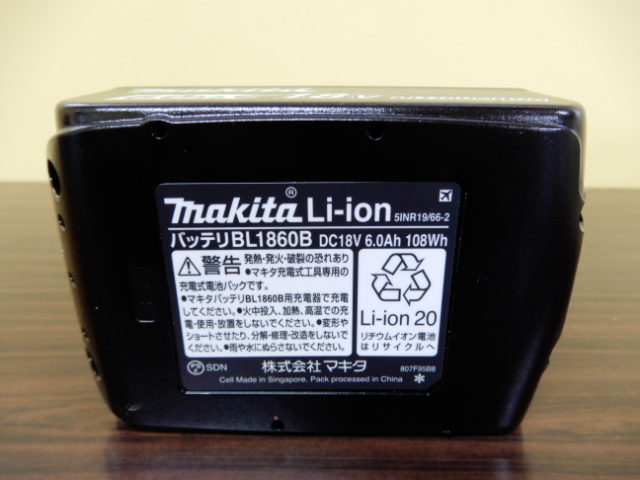 makita® Li-ion 5INR19/66-2
バッテリBL1860B DC18V 6.0Ah 108Wh
警告 発熱・発火・破裂の恐れあり
●マキタ充電式工具専用の
充電式電池パックです。
●マキタバッテリBL1860B用充電器で充電
してください。●火中投入、加熱、高温での充
電・使用・放置をしないでください。●変形や
ショートさせたり、分解・修理・改造をしないで
ください。●雨や水にぬらさないでください。
Li-ion 20
リチウムイオン電池
はリサイクルへ
SDN 株式会社マキタ 807F95B8
Cell Made in Singapore, Pack processed in China